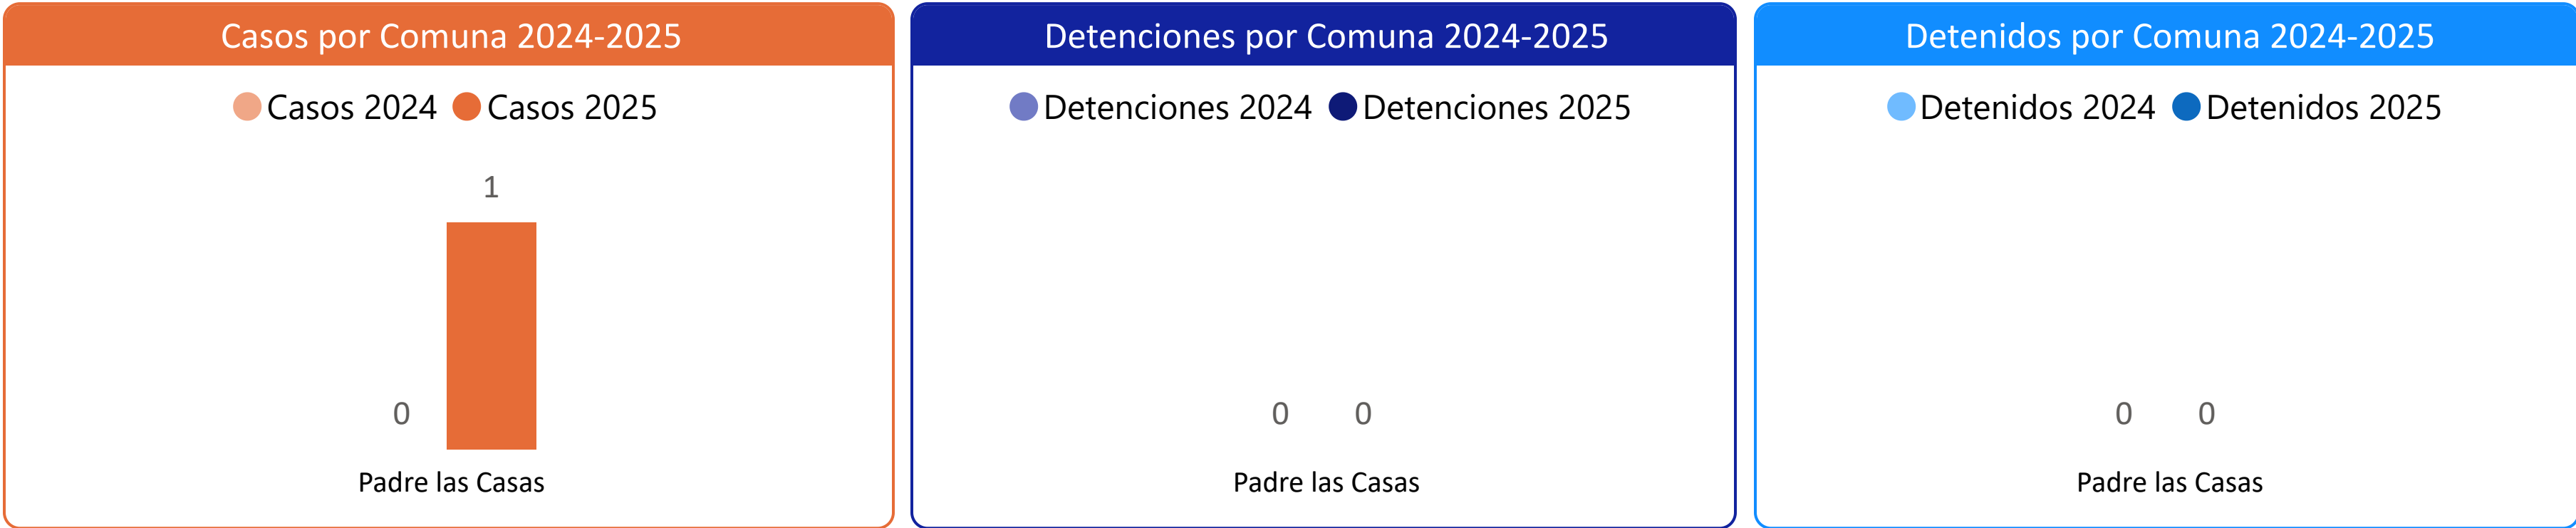 Casos por Comuna 2024-2025
Casos 2024 Casos 2025
1
0
Padre las Casas
Detenciones por Comuna 2024-2025
Detenciones 2024 Detenciones 2025
0 0
Padre las Casas
Detenidos por Comuna 2024-2025
Detenidos 2024 Detenidos 2025
0 0
Padre las Casas